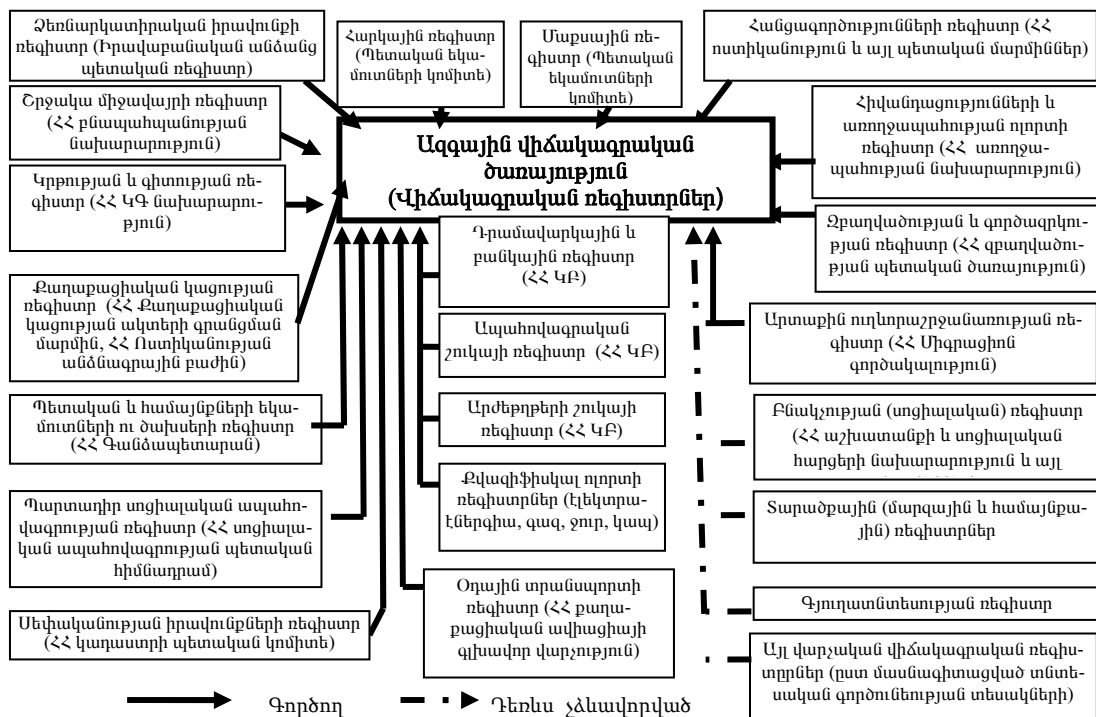 Ձեռնարկատիրական իրավունքի
ռեգիստր (Իրավաբանական անձանց
պետական ռեգիստր)
Հարկային ռեգիստր
(Պետական եկա-
մուտների կոմիտե)
Մաքսային ռե-
գիստր (Պետական
եկամուտների
կոմիտե)
Հանցագործությունների ռեգիստր (ՀՀ
ոստիկանություն և այլ պետական մարմիններ)
Շրջակա միջավայրի ռեգիստր
(ՀՀ բնապահպանության
նախարարություն)
Ազգային վիճակագրական
ծառայություն
(Վիճակագրական ռեգիստրներ)
Հիվանդացությունների և
առողջապահության ոլորտի
ռեգիստր (ՀՀ առողջա-
պահության նախարարություն)
Կրթության և գիտության ռե-
գիստր (ՀՀ ԿԳ նախարարու-
թյուն)
Դրամավարկային և
բանկային ռեգիստր
(ՀՀ ԿԲ)
Զբաղվածության և գործազրկու-
թյան ռեգիստր (ՀՀ զբաղվածու-
թյան պետական ծառայություն)
Քաղաքացիական կացության
ռեգիստր (ՀՀ Քաղաքացիական
կացության ակտերի գրանցման
մարմին, ՀՀ Ոստիկանության
անձնագրային բաժին)
Ապահովագրական
շուկայի ռեգիստր (ՀՀ ԿԲ)
Արտաքին ուղևորաշրջանառության ռե-
գիստր (ՀՀ Միգրացիոն
գործակալություն)
Պետական և համայնքների եկա-
մուտների ու ծախսերի ռեգիստր
(ՀՀ Գանձապետարան)
Արժեթղթերի շուկայի
ռեգիստր (ՀՀ ԿԲ)
Բնակչության (սոցիալական) ռեգիստր
(ՀՀ աշխատանքի և սոցիալական
հարցերի նախարարություն և այլ
Պարտադիր սոցիալական ապահո-
վագրության ռեգիստր (ՀՀ սոցիալա-
կան ապահովագրության պետական
հիմնադրամ)
Քվազիֆիսկալ ոլորտի
ռեգիստրներ (էլեկտրա-
էներգիա, գազ, ջուր, կապ)
Տարածքային (մարզային և համայնքա-
յին) ռեգիստրներ
Սեփականության իրավունքների ռեգիստր
(ՀՀ կադաստրի պետական կոմիտե)
Օդային տրանսպորտի
ռեգիստր (ՀՀ քաղա-
քացիական ավիացիայի
գլխավոր վարչություն)
Գյուղատնտեսության ռեգիստր
Այլ վարչական վիճակագրական ռեգիս-
տըրներ (ըստ մասնագիտացված տնտե-
սական գործունեության տեսակների)
Գործող
Դեռևս չձևավորված